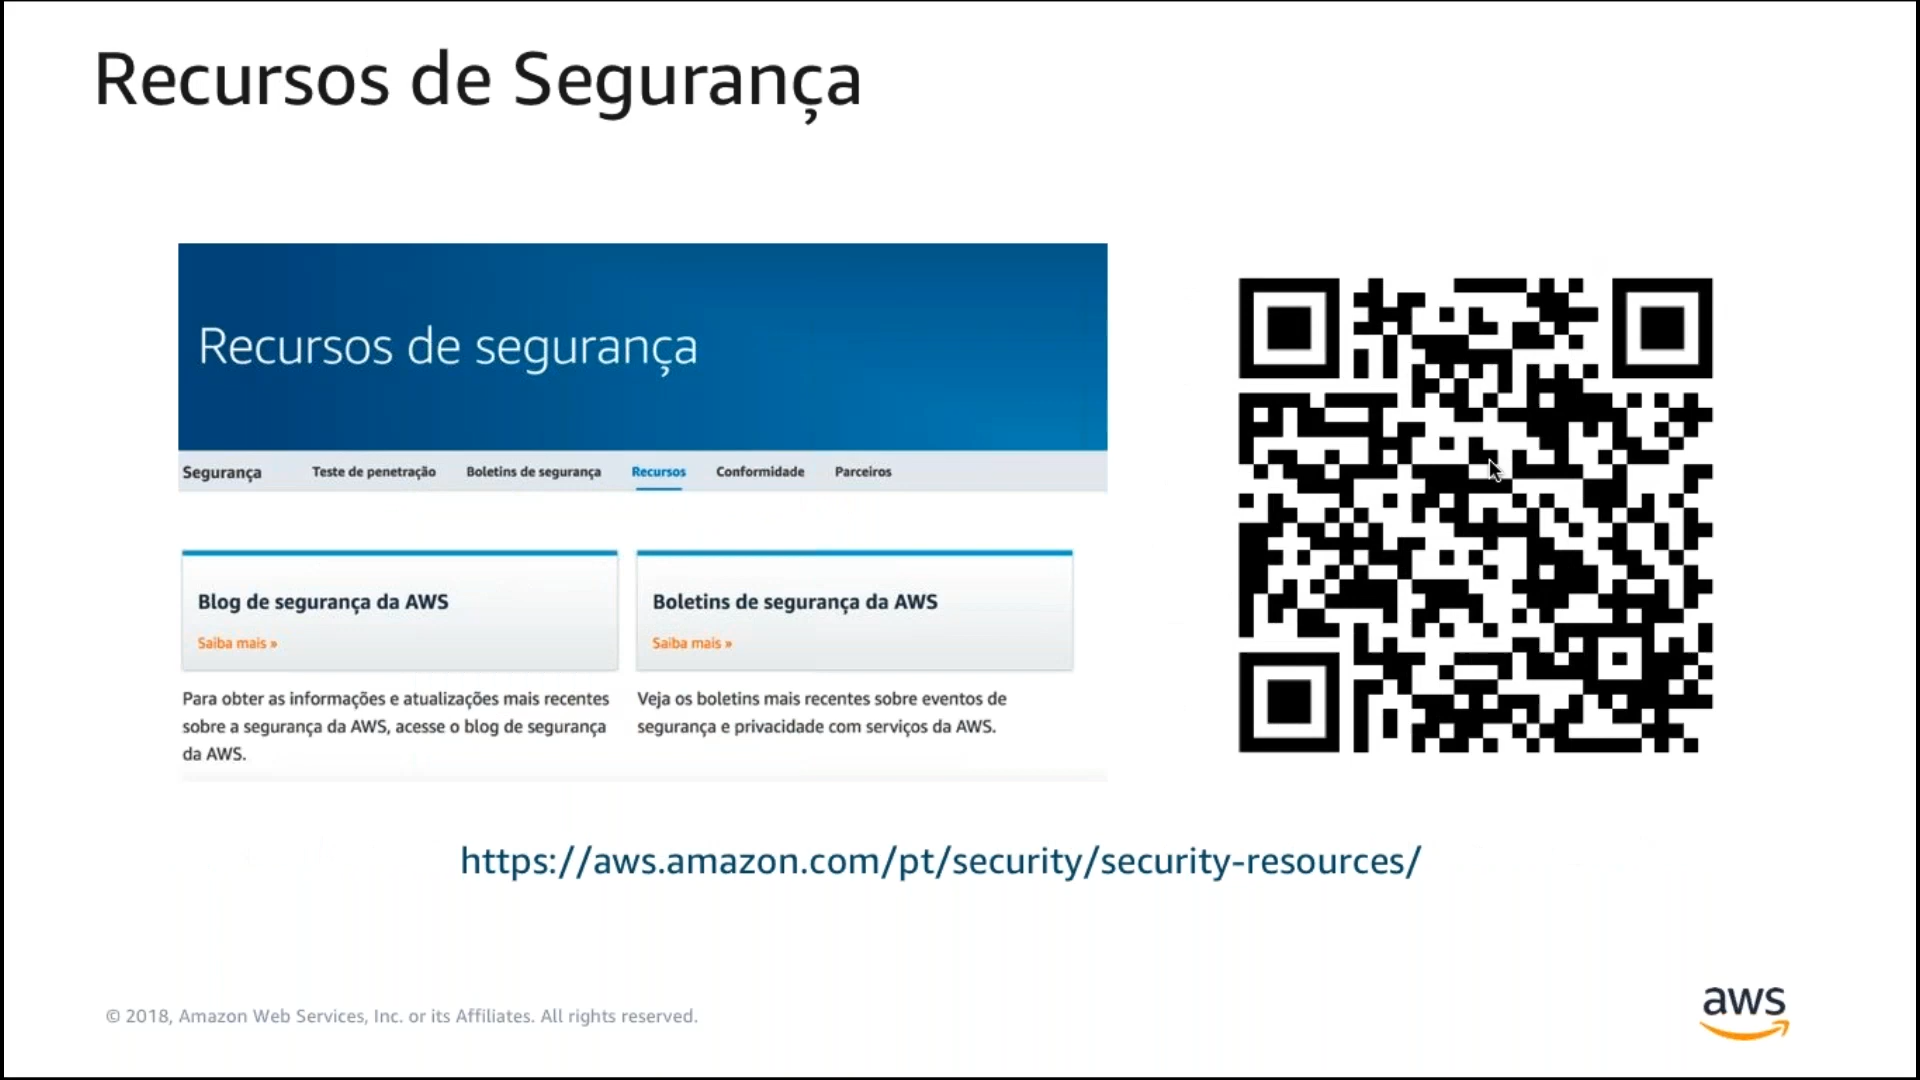 Recursos de Segurança
Recursos de segurança
Segurança Teste de penetração Boletins de segurança Recursos Conformidade Parceiros
Blog de segurança da AWS
Saiba mais »
Para obter as informações e atualizações mais recentes
sobre a segurança da AWS, acesse o blog de segurança
da AWS.
Boletins de segurança da AWS
Saiba mais »
Veja os boletins mais recentes sobre eventos de
segurança e privacidade com serviços da AWS.
https://aws.amazon.com/pt/security/security-resources/
© 2018, Amazon Web Services, Inc. or its Affiliates. All rights reserved.
aws